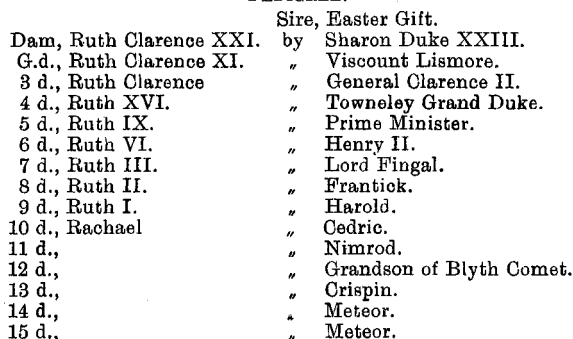 Sire, Easter Gift.
Dam, Ruth Clarence XXI. by Sharon Duke XXIII.
G.d., Ruth Clarence XI. „ Viscount Lismore.
3 d., Ruth Clarence „ General Clarence II.
4 d., Ruth XVI. „ Towneley Grand Duke.
5 d., Ruth IX. „ Prime Minister.
6 d., Ruth VI. „ Henry II.
7 d., Ruth III. „ Lord Fingal.
8 d., Ruth II. „ Frantick.
9 d., Ruth I. „ Harold.
10 d., Rachael „ Cedric.
11 d., „ Nimrod.
12 d., „ Grandson of Blyth Comet.
13 d., „ Crispin.
14 d., „ Meteor.
15 d., „ Meteor.